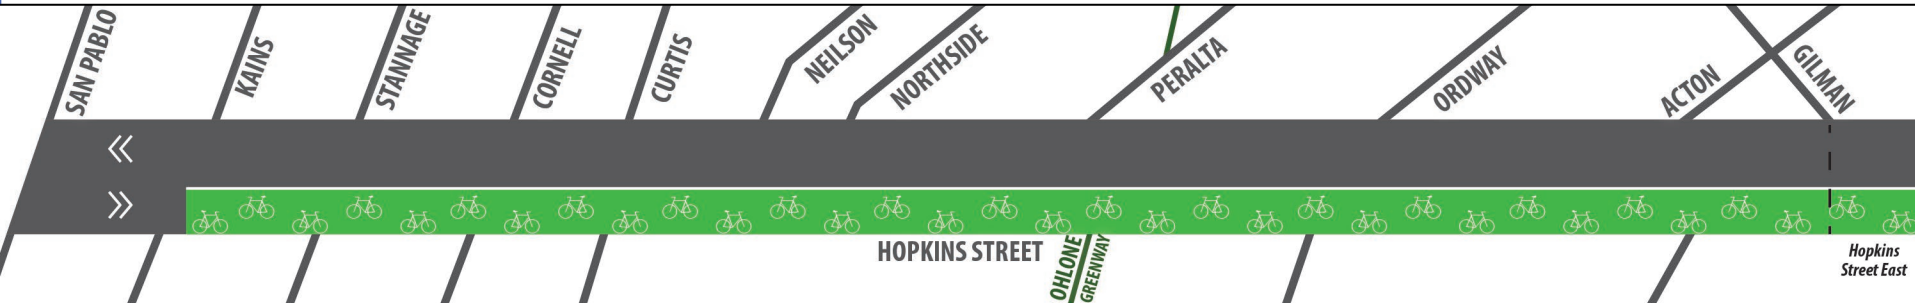 SAN PABLO
KAINS
STANNAGE
CORNELL
CURTIS
NEILSON
NORTHSIDE
PERALTA
ORDWAY
ACTON
GILMAN
HOPKINS STREET
OHLONE
GREENWAY
Hopkins
Street East